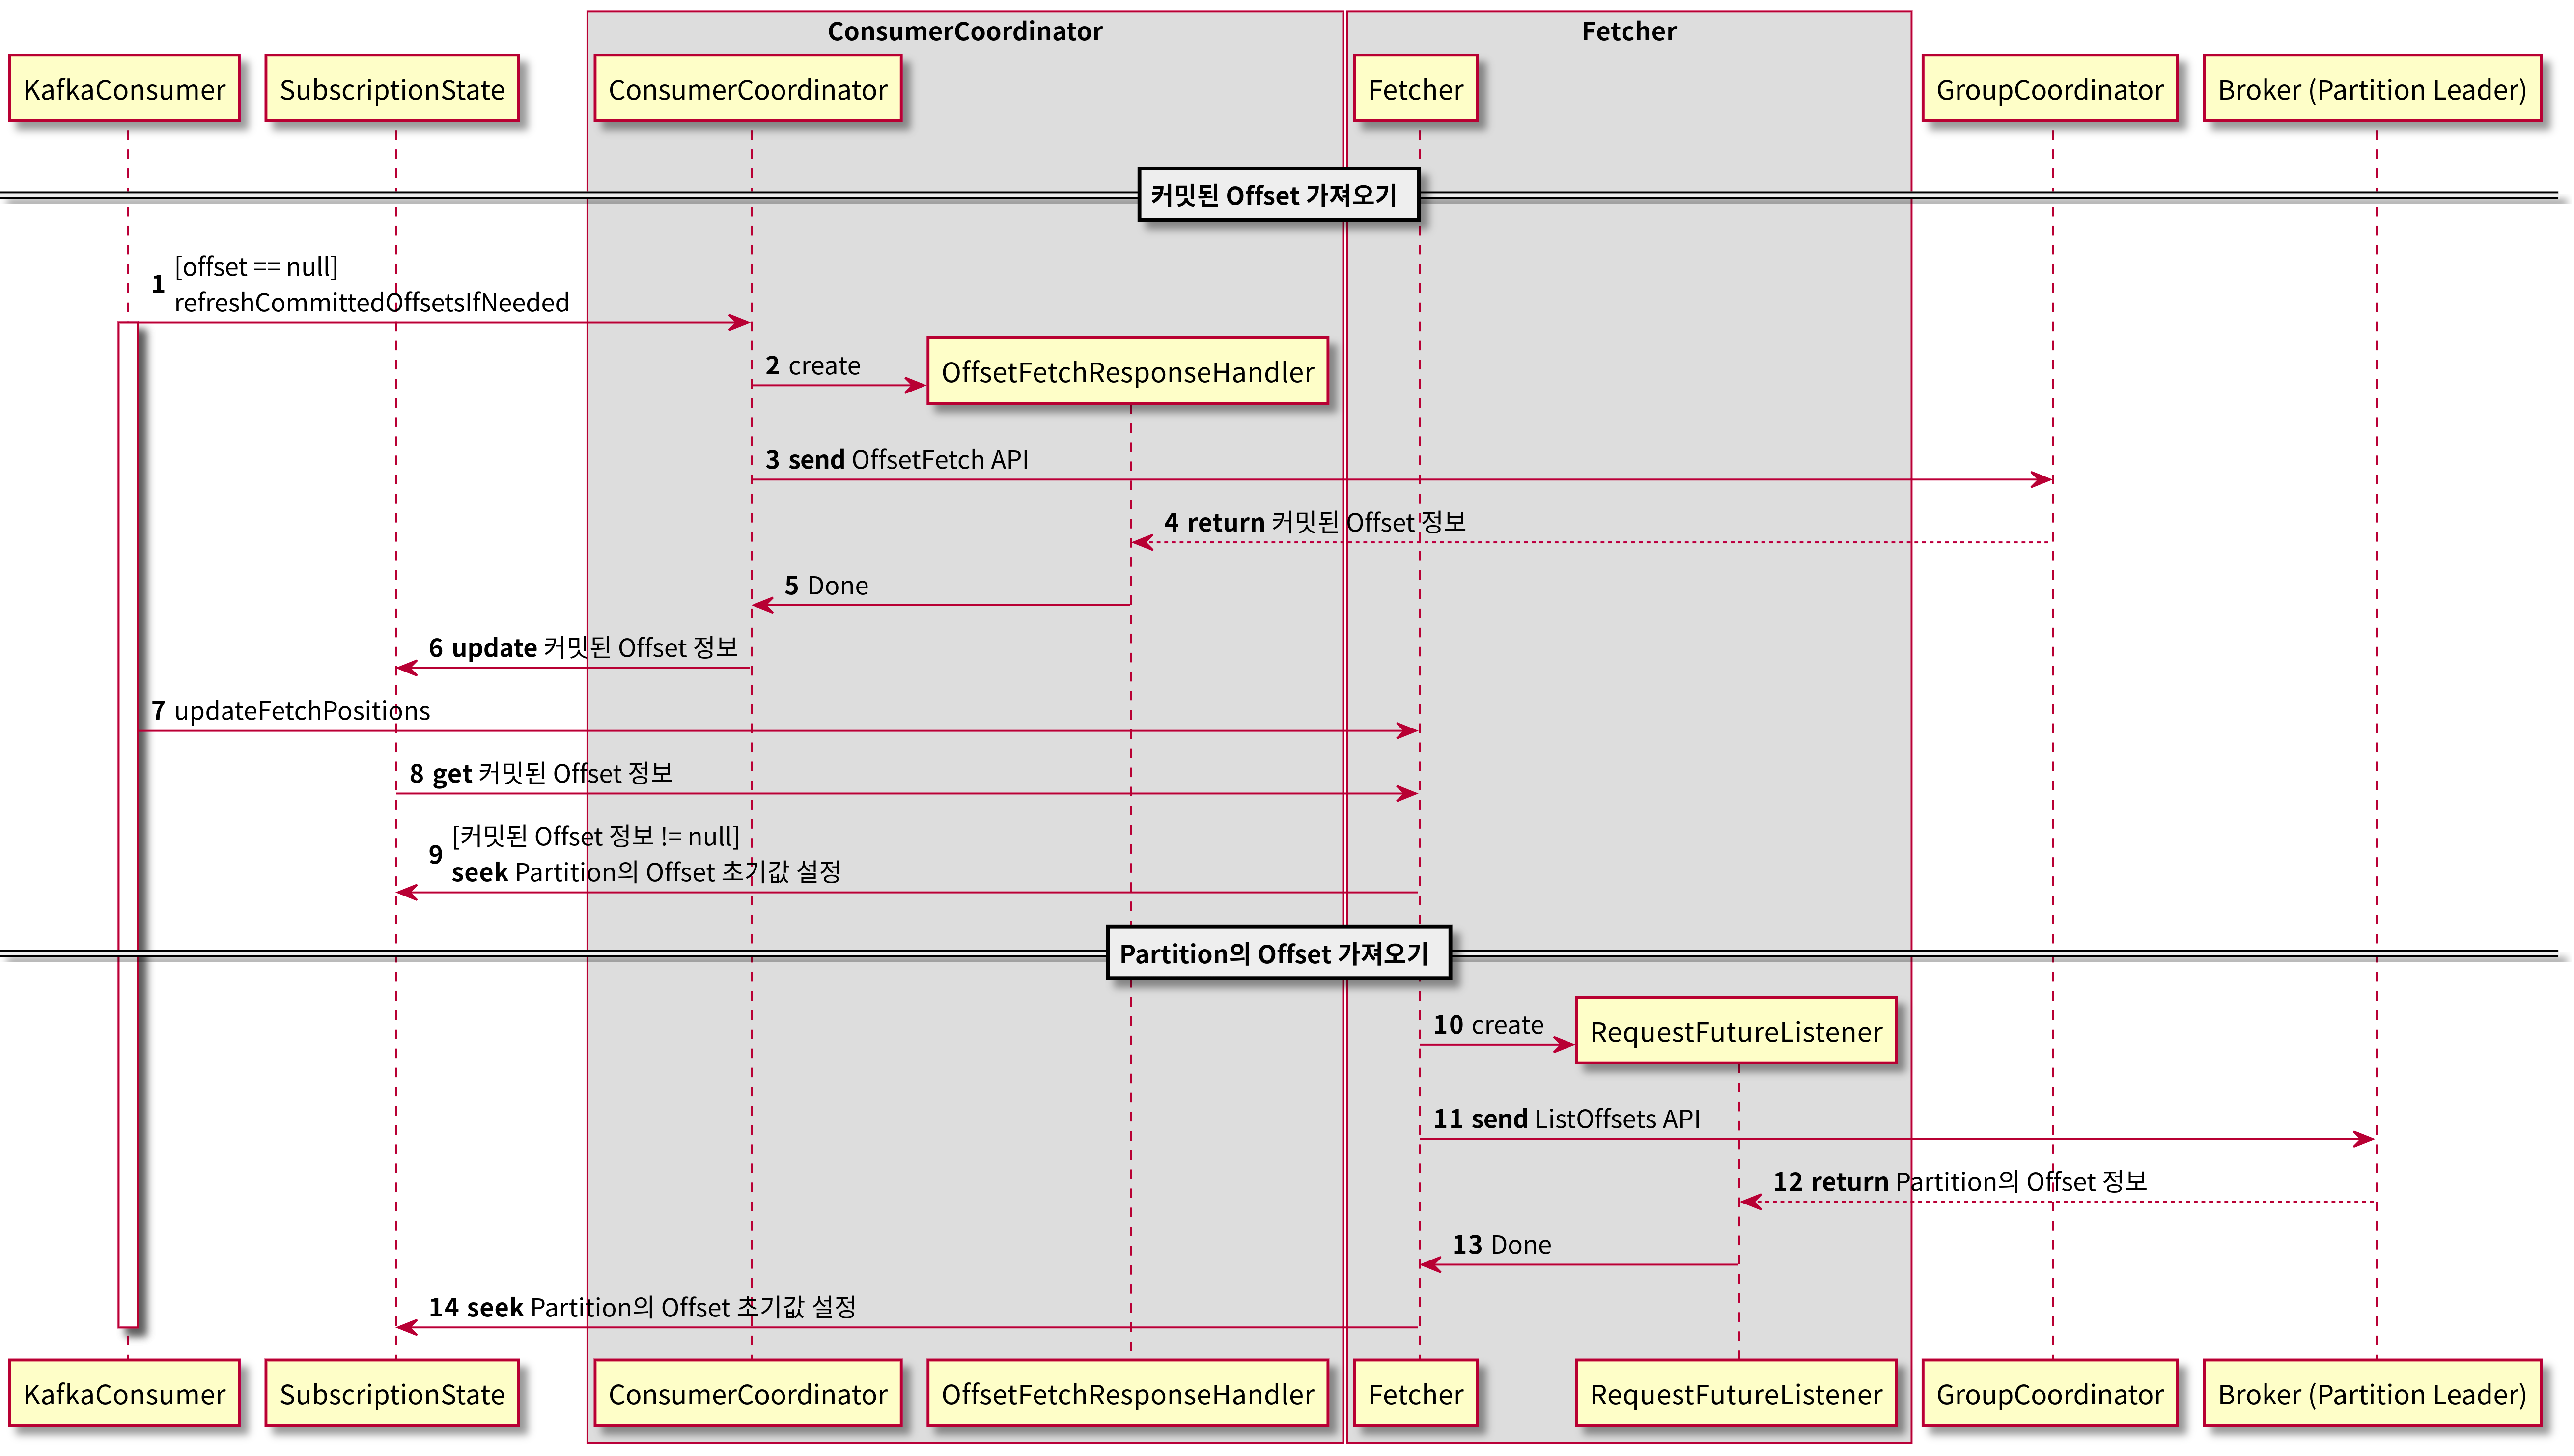 ConsumerCoordinator
Fetcher
KafkaConsumer
SubscriptionState
ConsumerCoordinator
Fetcher
GroupCoordinator
Broker (Partition Leader)
커밋된 Offset 가져오기
1 [offset == null]
refreshCommittedOffsetsIfNeeded
2 create
OffsetFetchResponseHandler
3 send OffsetFetch API
4 return 커밋된 Offset 정보
5 Done
6 update 커밋된 Offset 정보
7 updateFetchPositions
8 get 커밋된 Offset 정보
9 [커밋된 Offset 정보 != null]
seek Partition의 Offset 초기값 설정
Partition의 Offset 가져오기
10 create
RequestFutureListener
11 send ListOffsets API
12 return Partition의 Offset 정보
13 Done
14 seek Partition의 Offset 초기값 설정
KafkaConsumer
SubscriptionState
ConsumerCoordinator
OffsetFetchResponseHandler
Fetcher
RequestFutureListener
GroupCoordinator
Broker (Partition Leader)